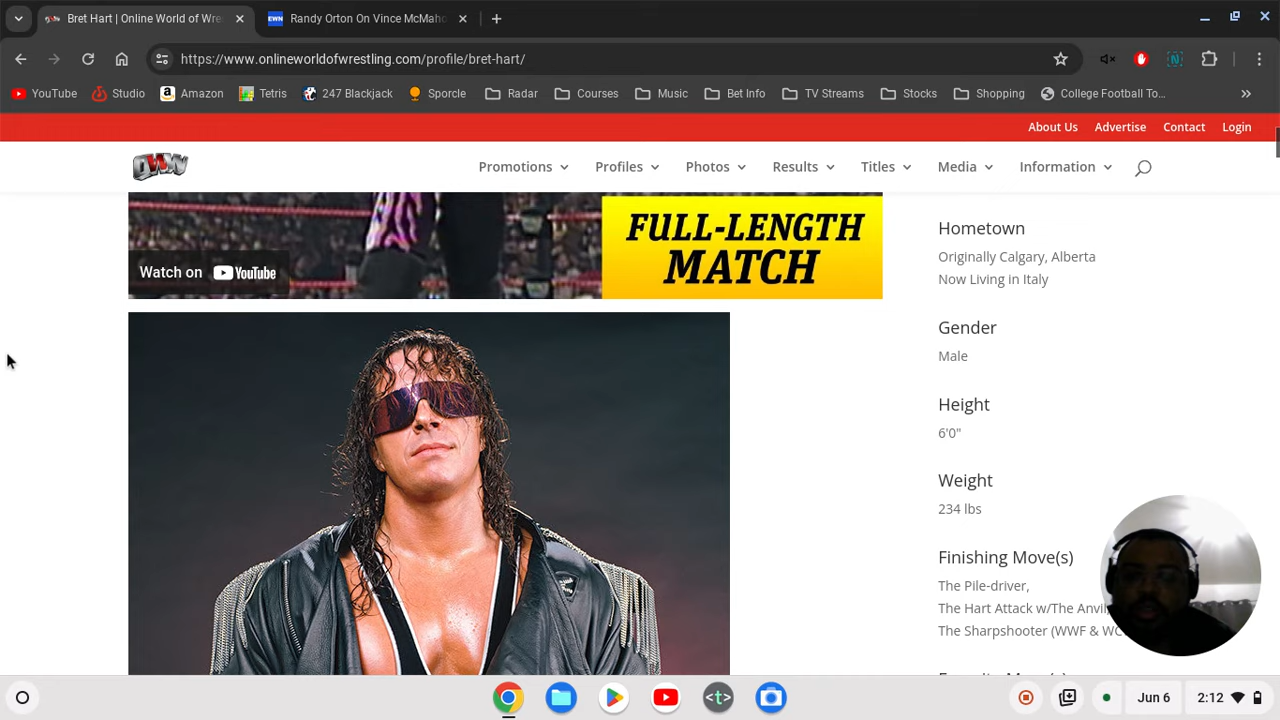 Bret Hart | Online World of Wre
Randy Orton On Vince McMaho
https://www.onlineworldofwrestling.com/profile/bret-hart/
YouTube
Studio
Amazon
Tetris
247 Blackjack
Sporcle
Radar
Courses
Music
Bet Info
TV Streams
Stocks
Shopping
College Football To...
About Us
Advertise
Contact
Login
OWW
Promotions
Profiles
Photos
Results
Titles
Media
Information
Watch on YouTube
FULL-LENGTH
MATCH
Hometown
Originally Calgary, Alberta
Now Living in Italy
Gender
Male
Height
6'0"
Weight
234 lbs
Finishing Move(s)
The Pile-driver,
The Hart Attack w/The Anvil
The Sharpshooter (WWF & WC
Jun 6
2:12